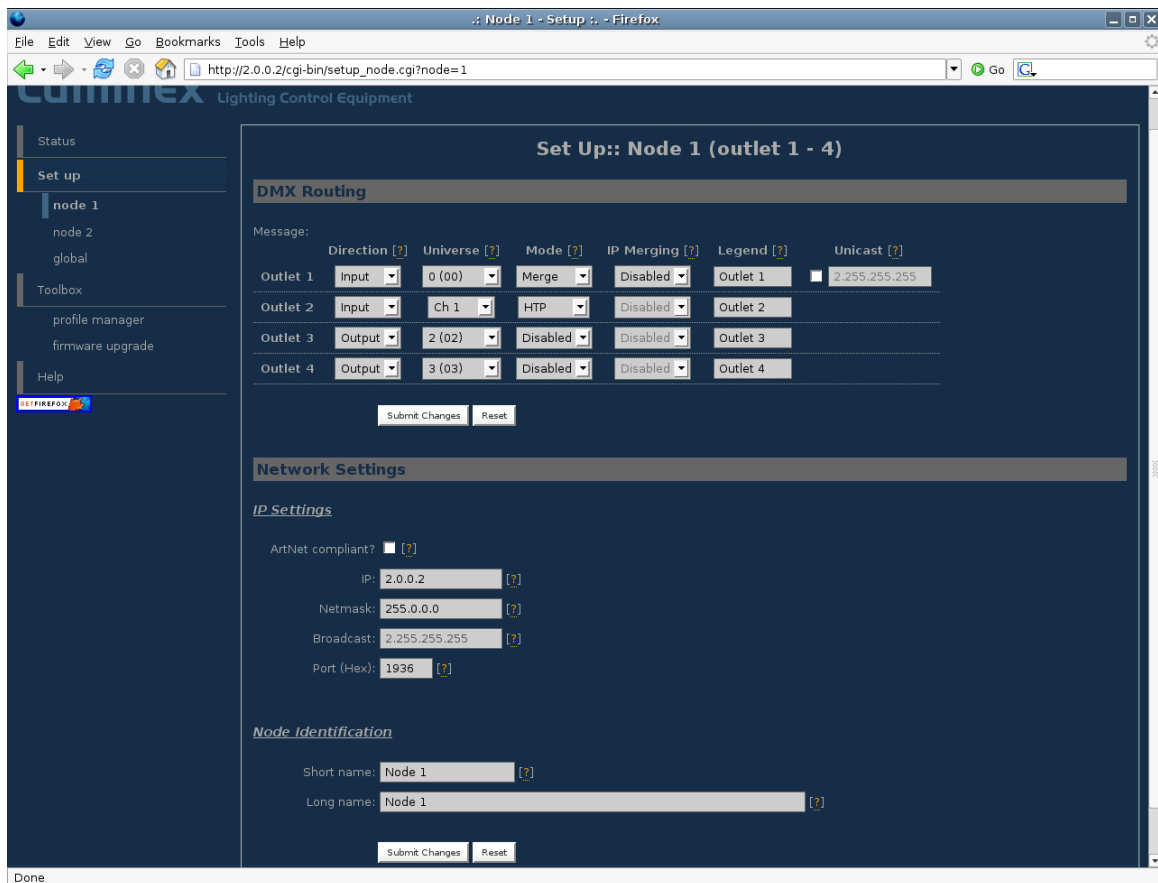 .: Node 1 - Setup :. - Firefox
File Edit View Go Bookmarks Tools Help
http://2.0.0.2/cgi-bin/setup_node.cgi?node=1 Go G
Luminex Lighting Control Equipment
Status
Set up
node 1
node 2
global
Toolbox
profile manager
firmware upgrade
Help
GETFIREFOX
Set Up:: Node 1 (outlet 1 - 4)
DMX Routing
Message:
Direction [?] Universe [?] Mode [?] IP Merging [?] Legend [?] Unicast [?]
Outlet 1 Input 0 (00) Merge Disabled Outlet 1 2.255.255.255
Outlet 2 Input Ch 1 HTP Disabled Outlet 2
Outlet 3 Output 2 (02) Disabled Disabled Outlet 3
Outlet 4 Output 3 (03) Disabled Disabled Outlet 4
Submit Changes Reset
Network Settings
IP Settings
ArtNet compliant? [?]
IP: 2.0.0.2 [?]
Netmask: 255.0.0.0 [?]
Broadcast: 2.255.255.255 [?]
Port (Hex): 1936 [?]
Node Identification
Short name: Node 1 [?]
Long name: Node 1 [?]
Submit Changes Reset
Done